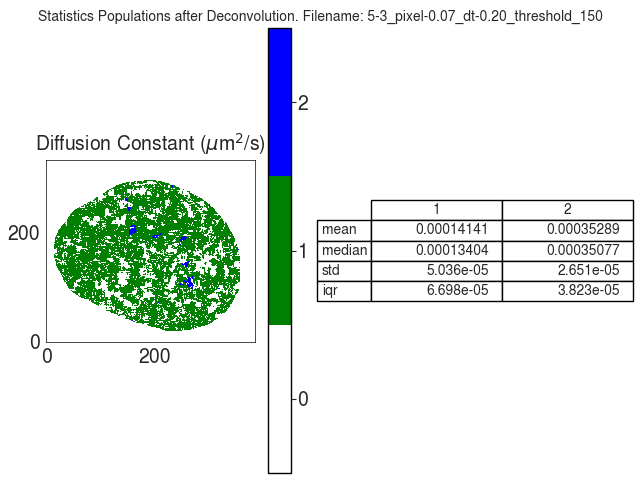 Statistics Populations after Deconvolution. Filename: 5-3_pixel-0.07_dt-0.20_threshold_150
Diffusion Constant (μm²/s)
200
0
0
200
2
1
0
1 2
mean 0.00014141 0.00035289
median 0.00013404 0.00035077
std 5.036e-05 2.651e-05
iqr 6.698e-05 3.823e-05